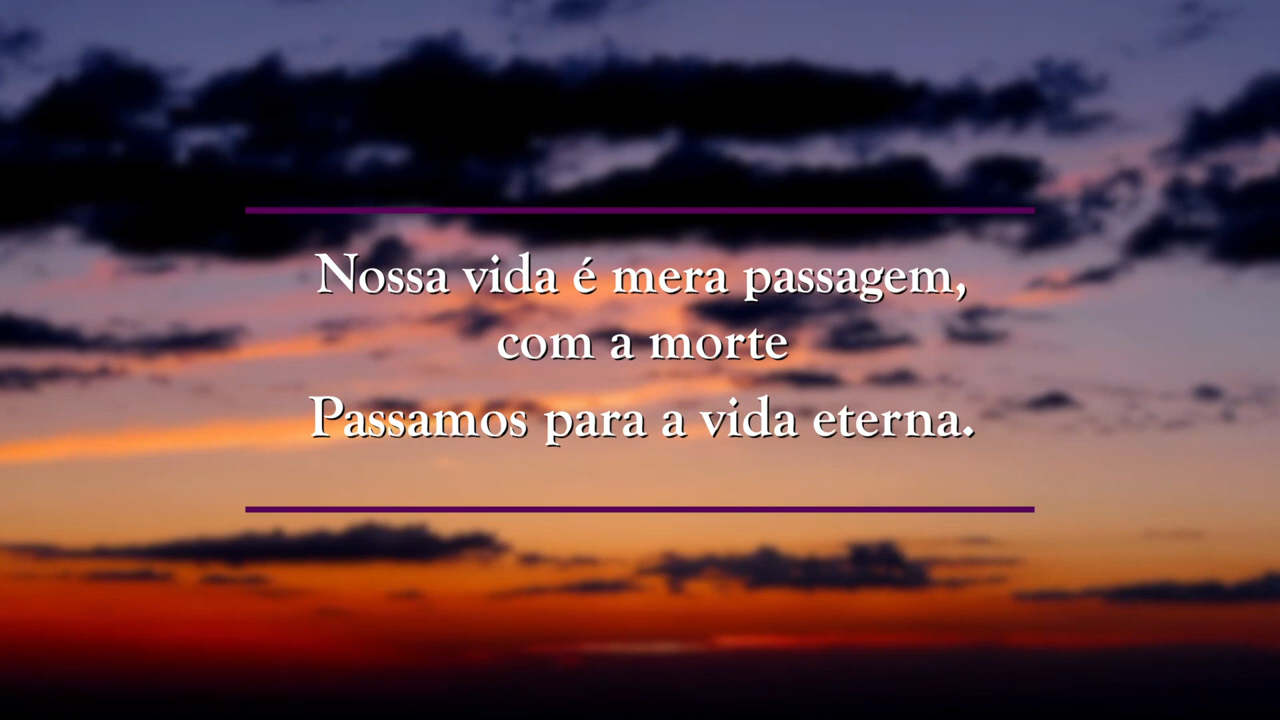 Nossa vida é mera passagem,
com a morte
Passamos para a vida eterna.